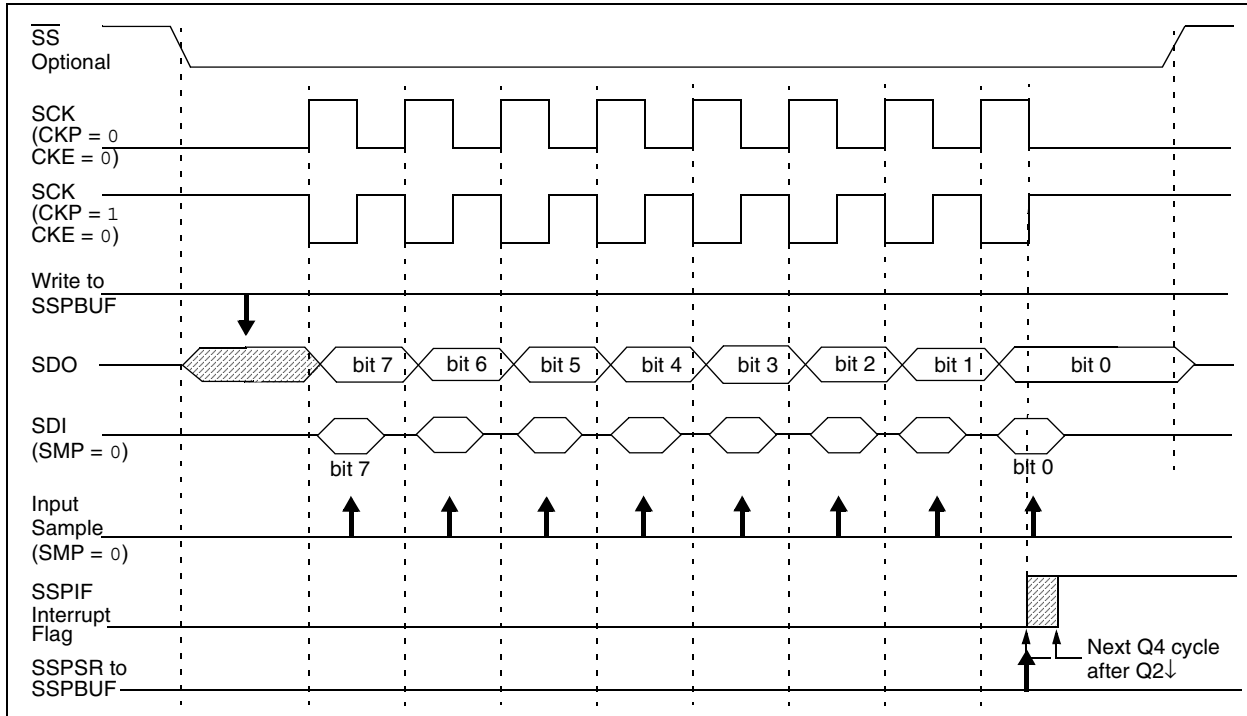 SS
Optional
SCK
(CKP = 0
CKE = 0)
SCK
(CKP = 1
CKE = 0)
Write to
SSPBUF
SDO
bit 7 bit 6 bit 5 bit 4 bit 3 bit 2 bit 1 bit 0
SDI
(SMP = 0)
bit 7 bit 0
Input
Sample
(SMP = 0)
SSPIF
Interrupt
Flag
SSPSR to
SSPBUF
Next Q4 cycle
after Q2↓